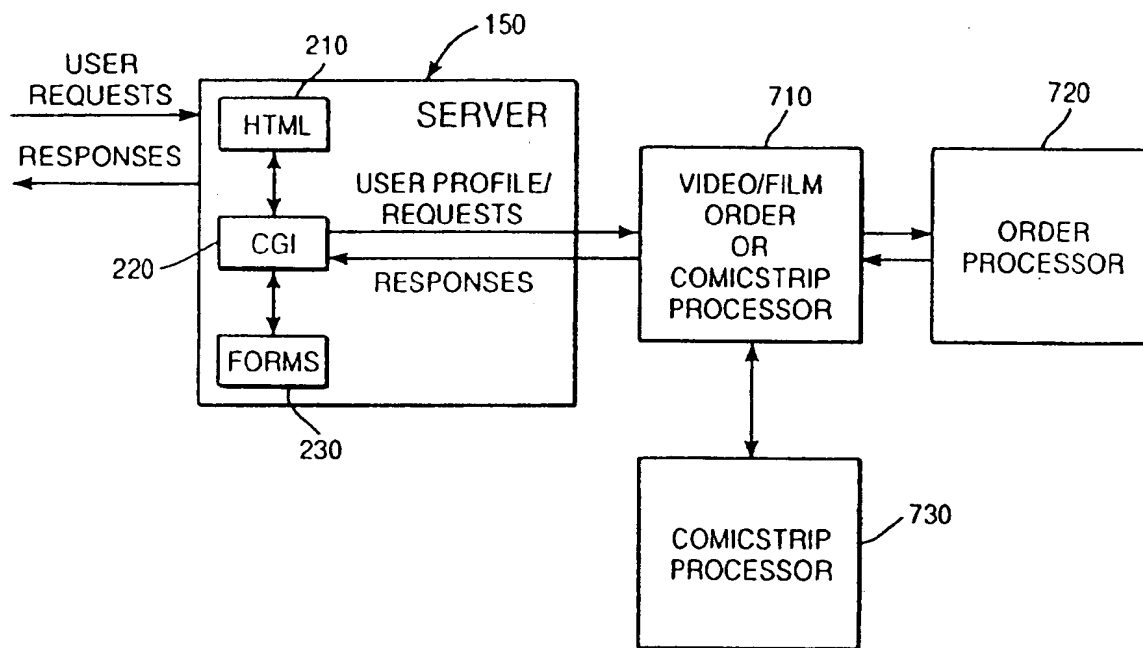 150
210
USER
REQUESTS
HTML
SERVER
710
720
RESPONSES
USER PROFILE/
REQUESTS
VIDEO/FILM
ORDER
OR
COMICSTRIP
PROCESSOR
ORDER
PROCESSOR
CGI
220
RESPONSES
FORMS
230
COMICSTRIP
PROCESSOR
730